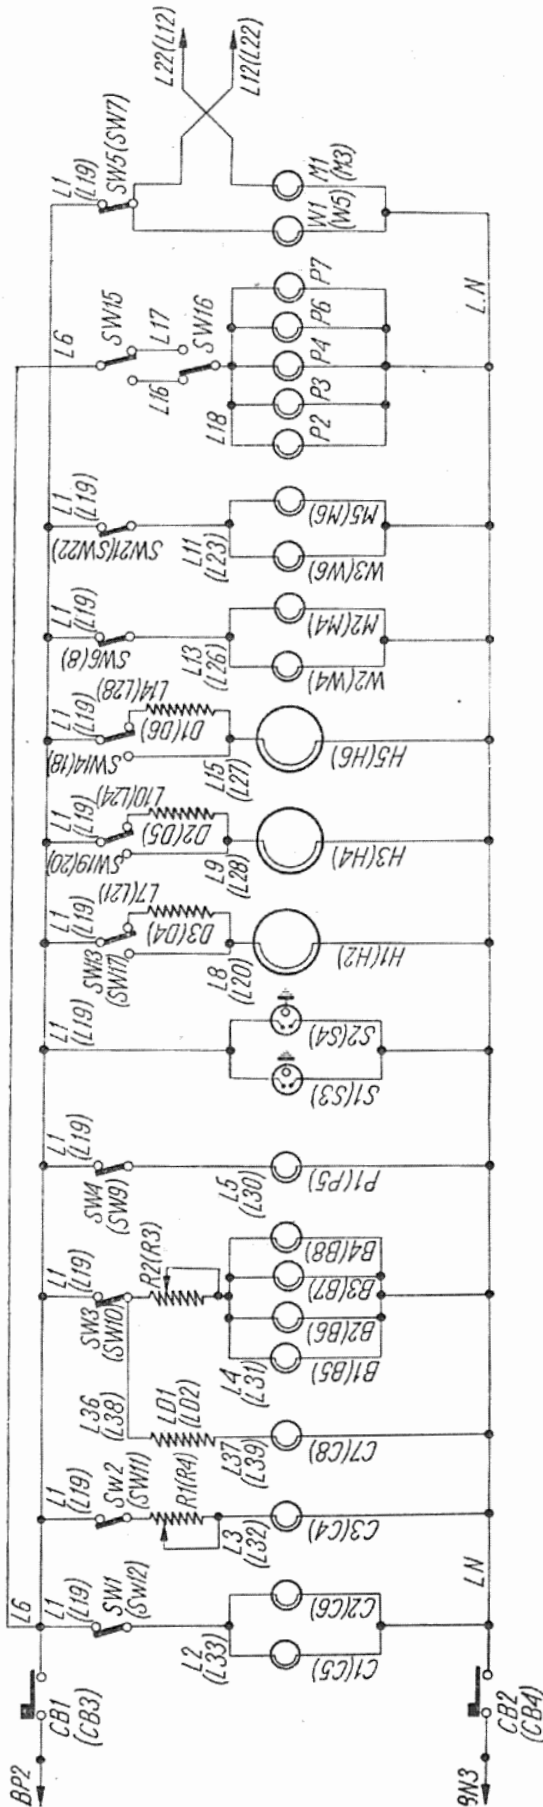 BP2
CB1
(CB3)
L6
L1
(L19)
SW1
(SW12)
L2
(L33)
C1(C5)
C2(C6)
L1
(L19)
SW2
(SW11)
R1(R4)
L3
(L32)
C3(C4)
L36
(L38)
LD1
(LD2)
L37
(L39)
C7(C8)
L1
(L19)
SW3
(SW10)
R2(R3)
L4
(L31)
B1(B5)
B2(B6)
B3(B7)
B4(B8)
L1
(L19)
SW4
(SW9)
L5
(L30)
P1(P5)
L1
(L19)
S1(S3)
S2(S4)
L1
(L19)
SW13
(SW17)
L7(L21)
D3(D4)
L8
(L20)
H1(H2)
L1
(L19)
SW19(20)
L10(L24)
D2(D5)
L9
(L28)
H3(H4)
L1
(L19)
SW14(18)
L14(L28)
D1(D6)
L15
(L27)
H5(H6)
L1
(L19)
SW6(8)
L13
(L26)
W2(W4)
M2(M4)
L1
(L19)
SW21(SW22)
L11
(L23)
W3(W6)
M5(M6)
L6
SW15
L17
L16
SW16
L18
P2
P3
P4
P6
P7
L1
(L19)
SW5(SW7)
W1
(W5)
M1
(M3)
L22(L12)
L12(L22)
9N3
CB2
(CB4)
LN
L.N